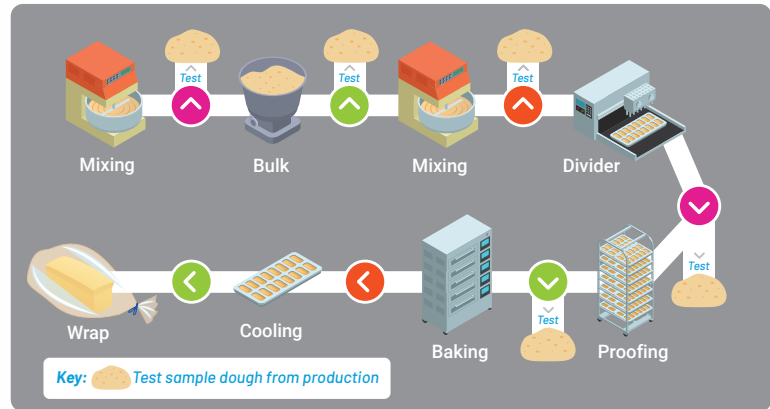 Test
Test
Test
Mixing
Bulk
Mixing
Divider
Test
Test
Wrap
Cooling
Baking
Proofing
Key: Test sample dough from production